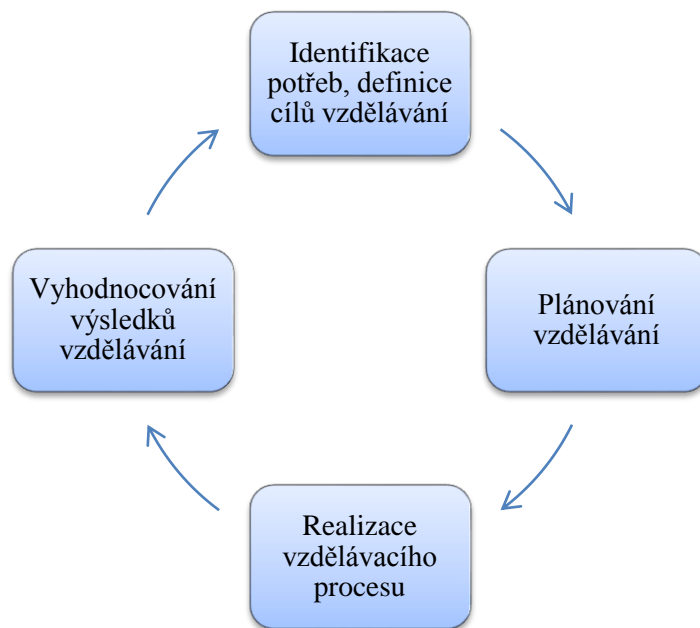 Identifikace
potřeb, definice
cílů vzdělávání
Plánování
vzdělávání
Realizace
vzdělávacího
procesu
Vyhodnocování
výsledků
vzdělávání